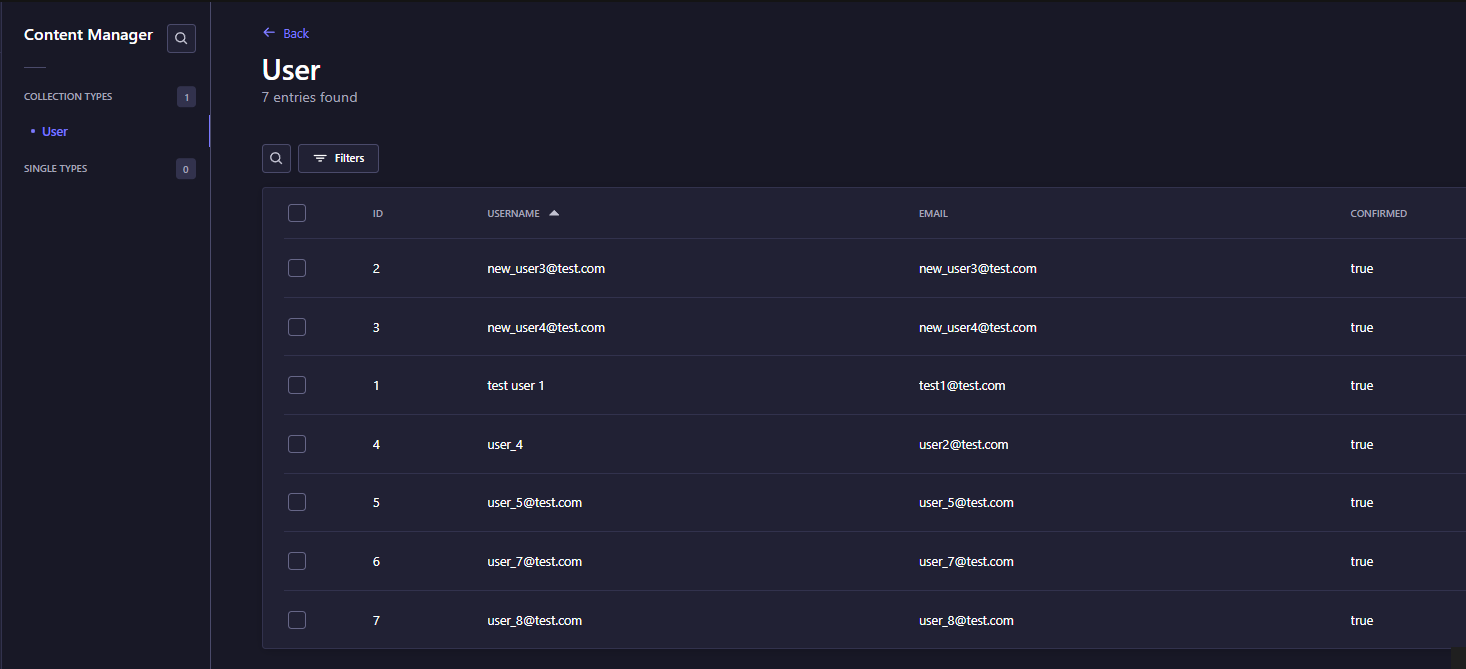 Content Manager
COLLECTION TYPES 1
User
SINGLE TYPES 0
Back
User
7 entries found
Filters
ID USERNAME EMAIL CONFIRMED
2 new_user3@test.com new_user3@test.com true
3 new_user4@test.com new_user4@test.com true
1 test user 1 test1@test.com true
4 user_4 user2@test.com true
5 user_5@test.com user_5@test.com true
6 user_7@test.com user_7@test.com true
7 user_8@test.com user_8@test.com true